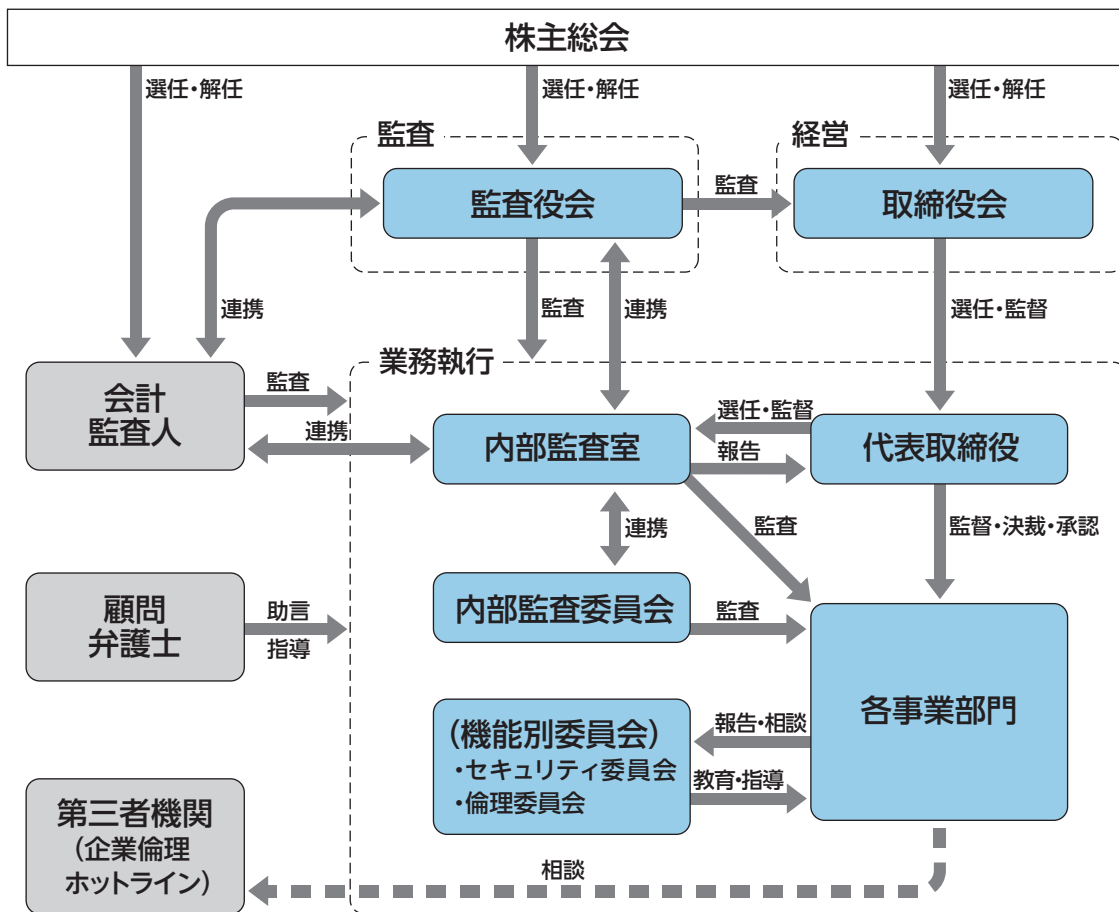 株主総会
選任・解任
選任・解任
選任・解任
監査
経営
監査役会
監査
取締役会
連携
監査
連携
選任・監督
業務執行
会計
監査人
監査
連携
内部監査室
選任・監督
報告
代表取締役
連携
監査
監督・決裁・承認
顧問
弁護士
助言
指導
内部監査委員会
監査
各事業部門
(機能別委員会)
・セキュリティ委員会
・倫理委員会
報告・相談
教育・指導
第三者機関
(企業倫理
ホットライン)
相談